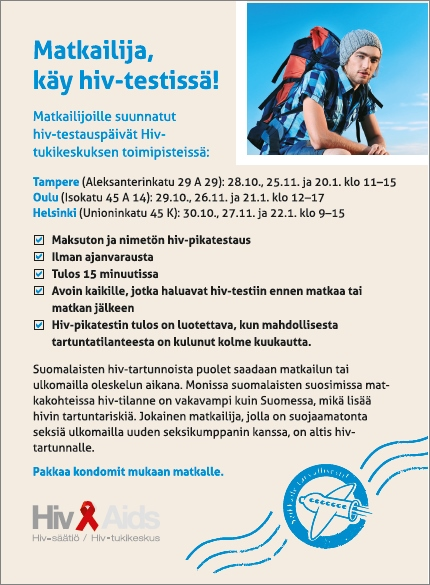 Matkailija,
käy hiv-testissä!
Matkailijoille suunnatut
hiv-testauspäivät Hiv-
tukikeskuksen toimipisteissä:
Tampere (Aleksanterinkatu 29 A 29): 28.10., 25.11. ja 20.1. klo 11–15
Oulu (Isokatu 45 A 14): 29.10., 26.11. ja 21.1. klo 12–17
Helsinki (Unioninkatu 45 K): 30.10., 27.11. ja 22.1. klo 9–15
Maksuton ja nimetön hiv-pikatestaus
Ilman ajanvarausta
Tulos 15 minuutissa
Avoin kaikille, jotka haluavat hiv-testiin ennen matkaa tai
matkan jälkeen
Hiv-pikatestin tulos on luotettava, kun mahdollisesta
tartuntatilanteesta on kulunut kolme kuukautta.
Suomalaisten hiv-tartunnoista puolet saadaan matkailun tai
ulkomailla oleskelun aikana. Monissa suomalaisten suosimissa mat-
kakohteissa hiv-tilanne on vakavampi kuin Suomessa, mikä lisää
hivin tartuntariskiä. Jokainen matkailija, jolla on suojaamatonta
seksiä ulkomailla uuden seksikumppanin kanssa, on altis hiv-
tartunnalle.
Pakkaa kondomit mukaan matkalle.
Hiv Aids
Hiv-säätiö / Hiv-tukikeskus